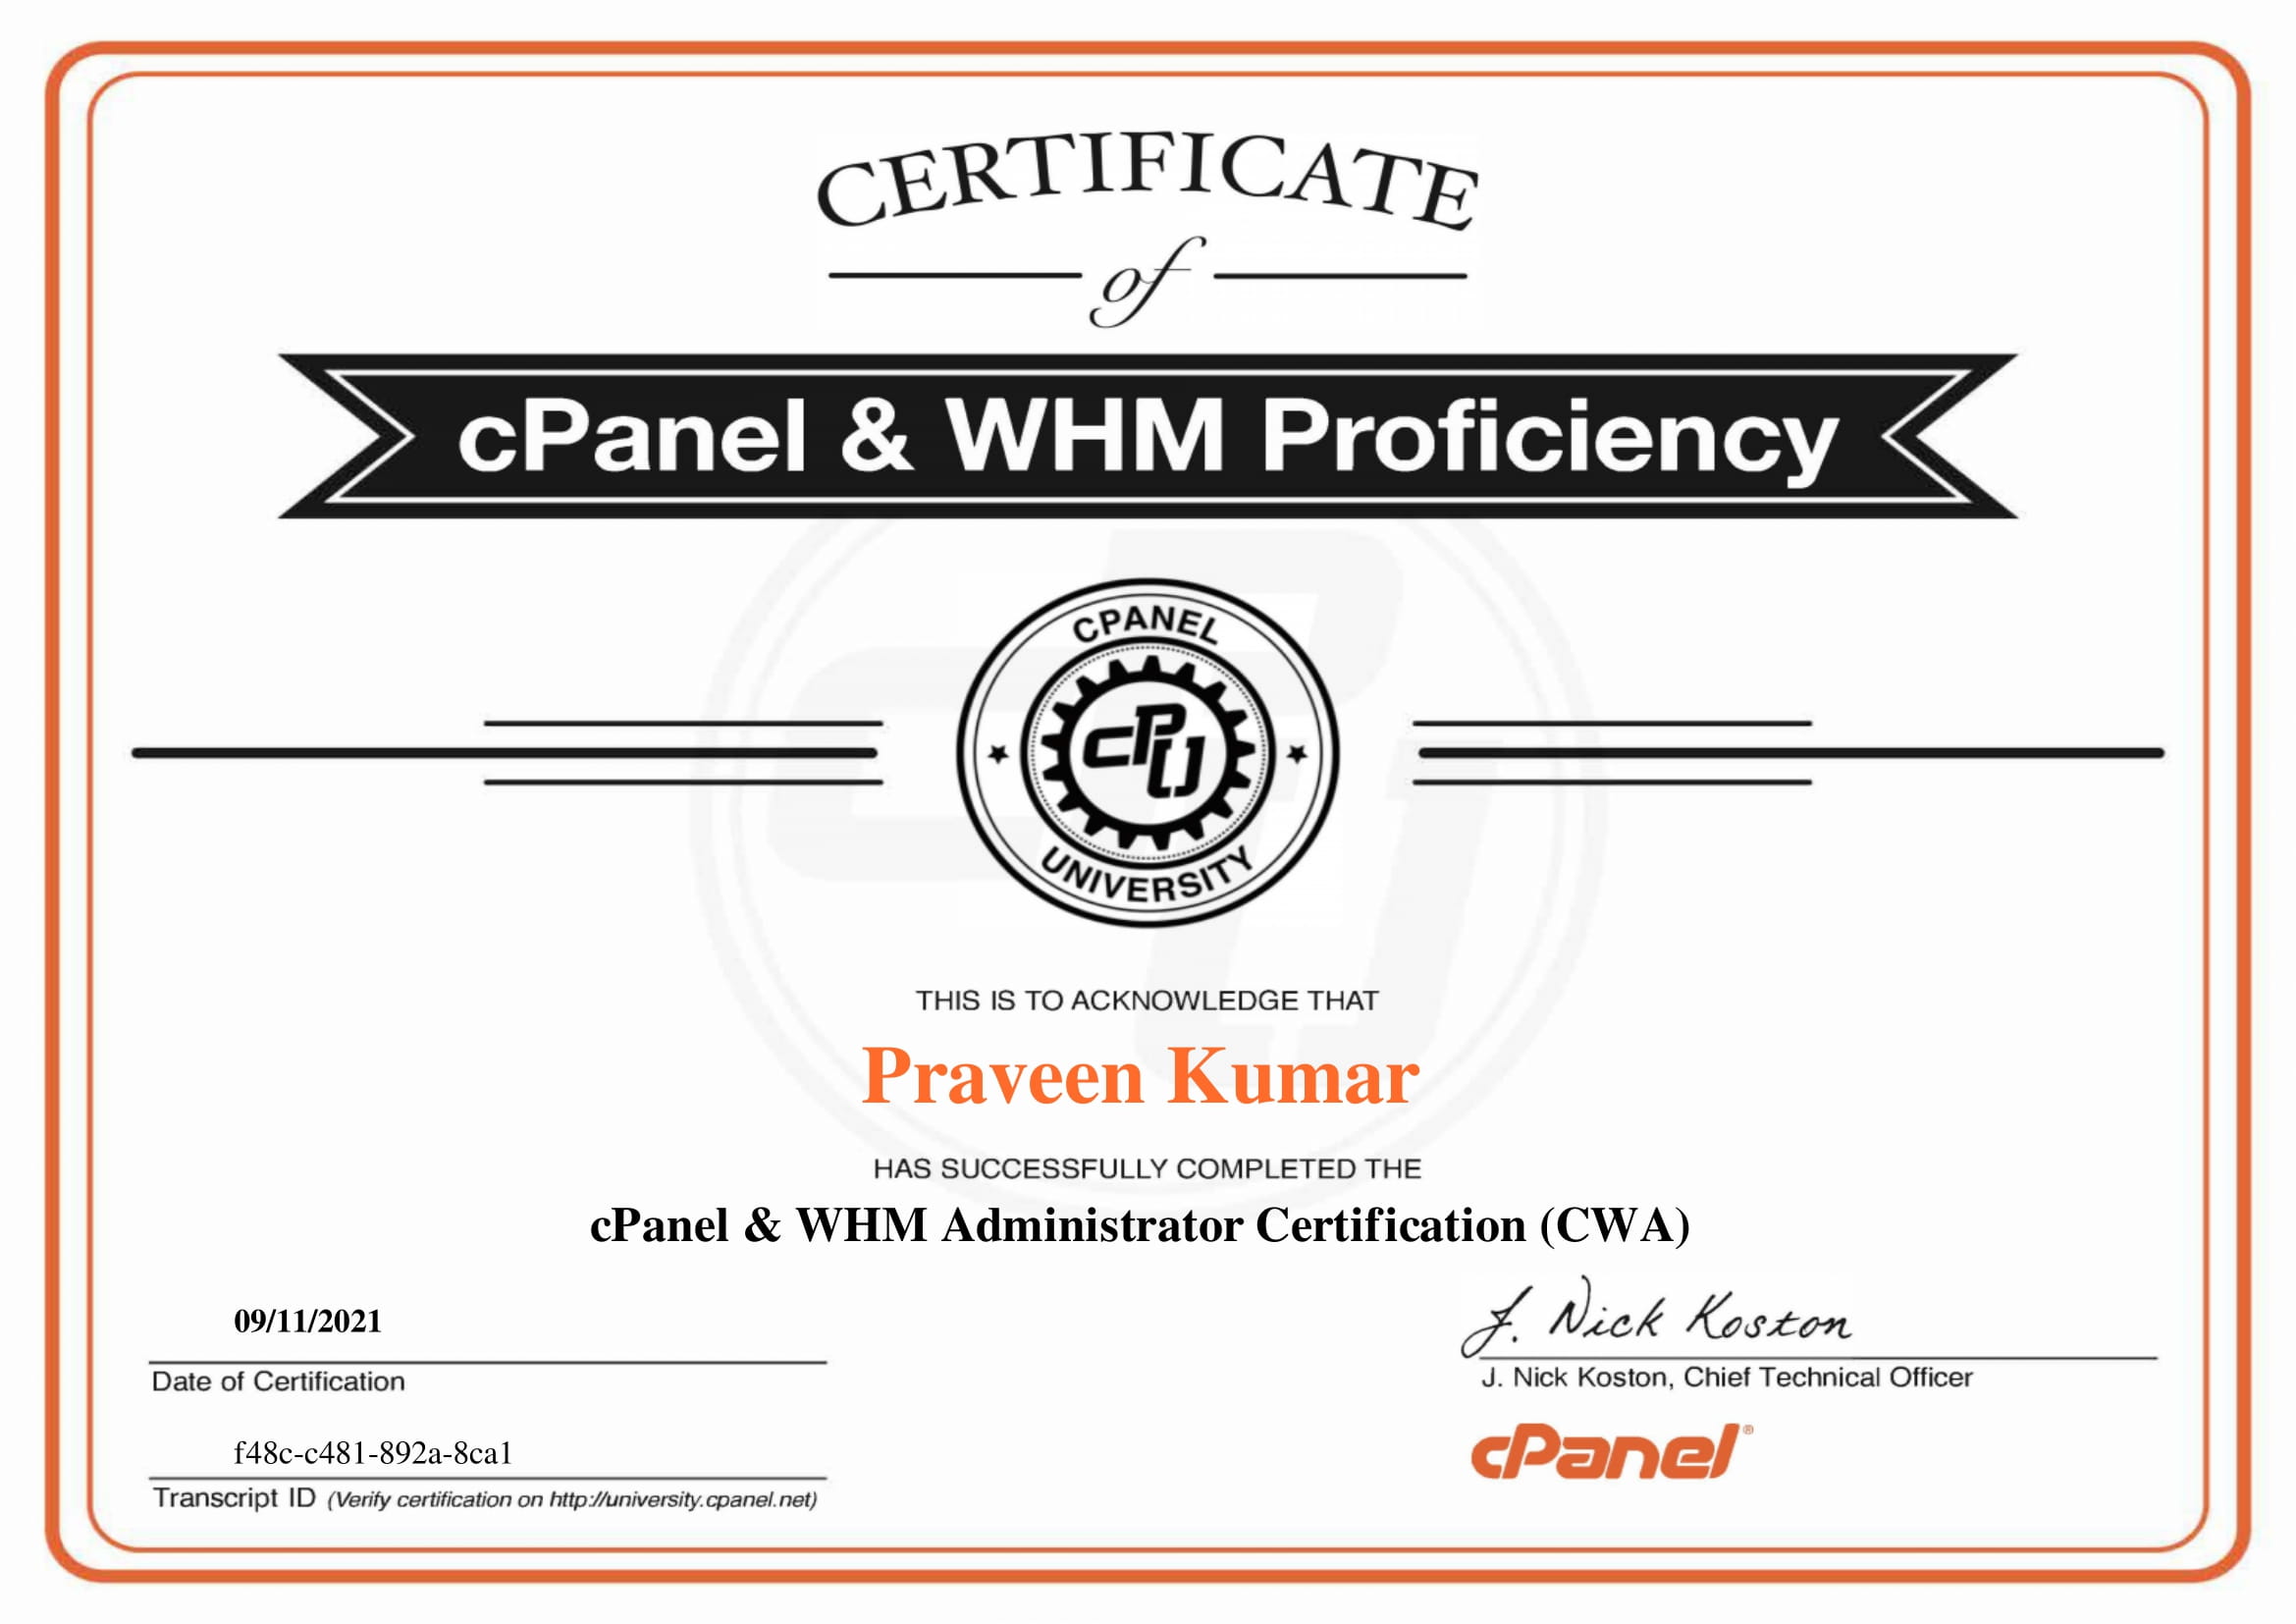 CERTIFICATE
of
cPanel & WHM Proficiency
CPANEL
cPU
UNIVERSITY
THIS IS TO ACKNOWLEDGE THAT
Praveen Kumar
HAS SUCCESSFULLY COMPLETED THE
cPanel & WHM Administrator Certification (CWA)
09/11/2021
Date of Certification
f48c-c481-892a-8ca1
Transcript ID (Verify certification on http://university.cpanel.net)
J. Nick Koston
J. Nick Koston, Chief Technical Officer
cPanel®